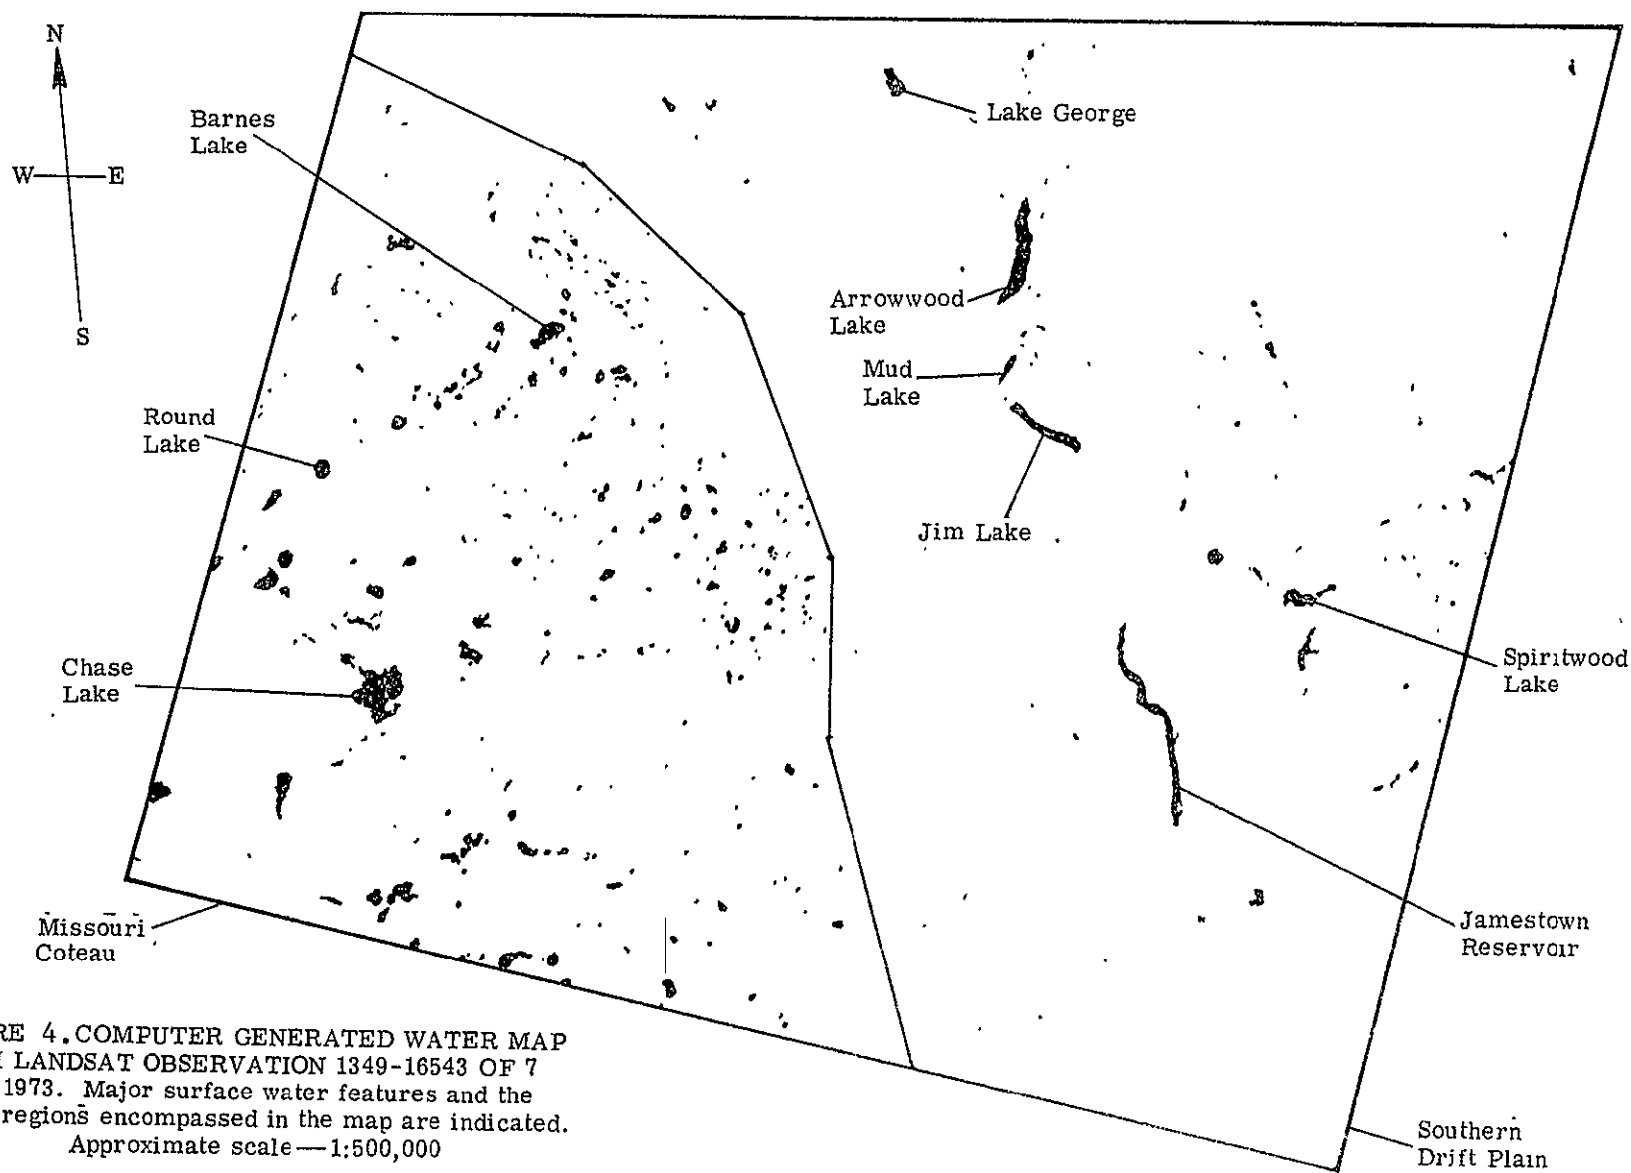 N
W
E
S
Barnes
Lake
Lake George
Arrowwood
Lake
Mud
Lake
Round
Lake
Jim Lake
Chase
Lake
Spiritwood
Lake
Jamestown
Reservoir
Missouri
Coteau
Southern
Drift Plain
RE 4. COMPUTER GENERATED WATER MAP
LANDSAT OBSERVATION 1349-16543 OF 7
1973. Major surface water features and the
regions encompassed in the map are indicated.
Approximate scale—1:500,000